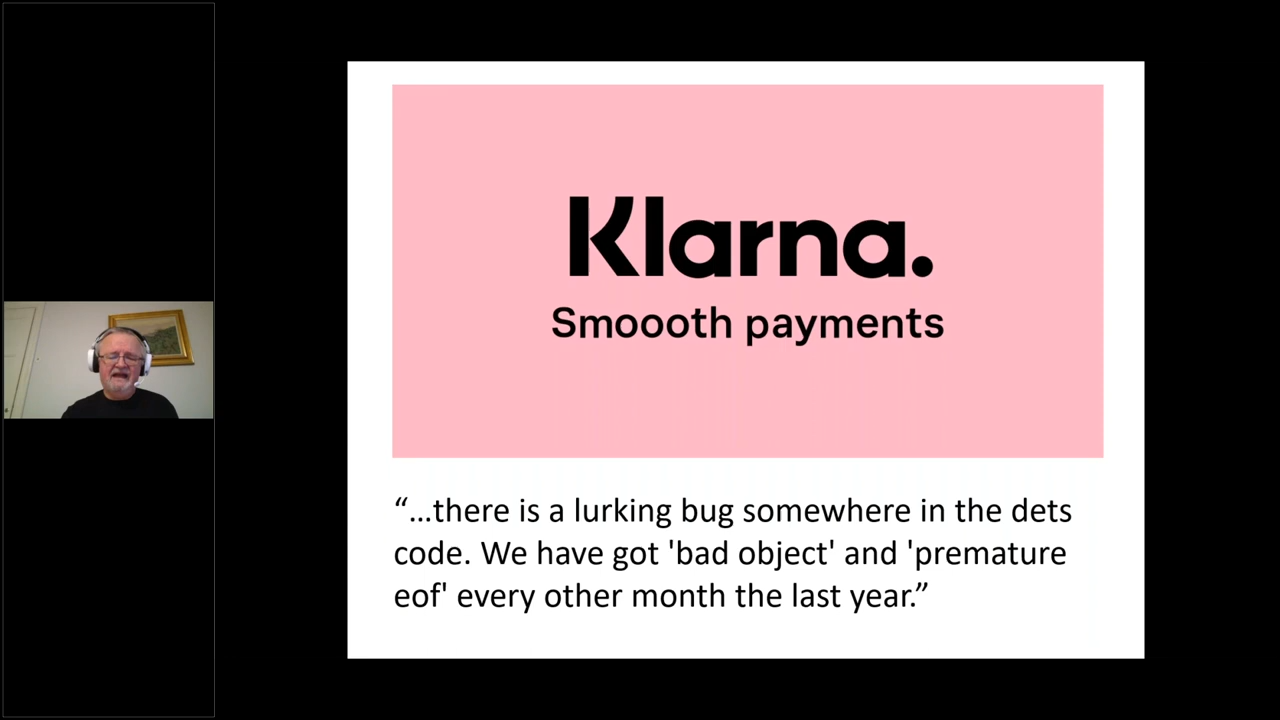 Klarna.
Smoooth payments
“...there is a lurking bug somewhere in the dets
code. We have got 'bad object' and 'premature
eof' every other month the last year.”